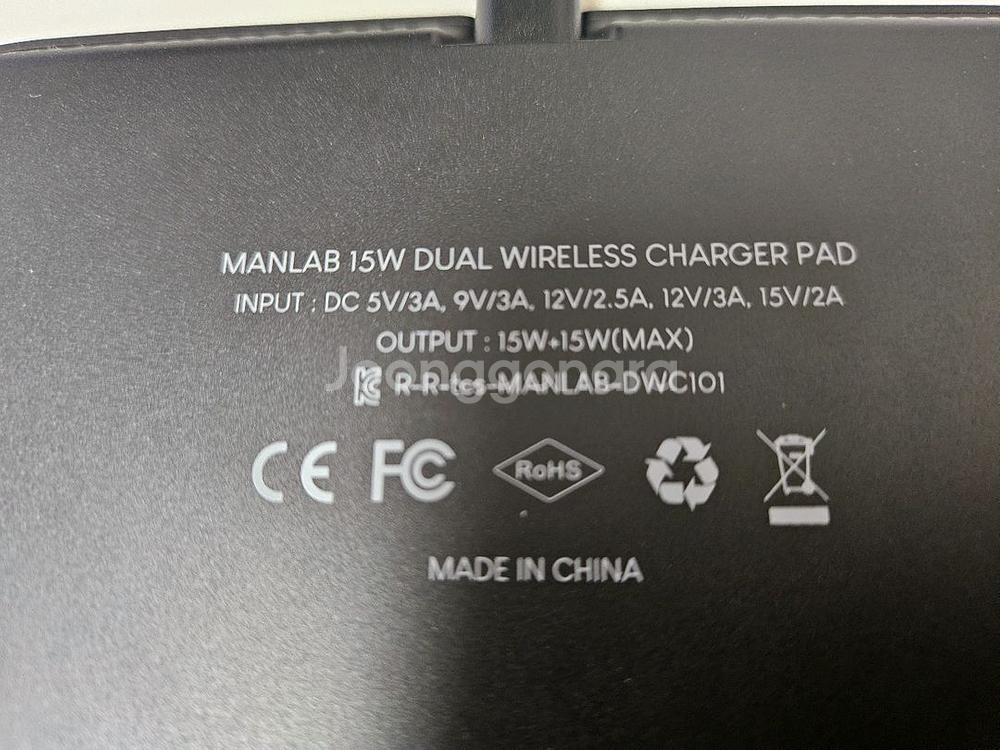 MANLAB 15W DUAL WIRELESS CHARGER PAD
INPUT : DC 5V/3A, 9V/3A, 12V/2.5A, 12V/3A, 15V/2A
OUTPUT : 15W+15W(MAX)
Joonggonara
KC R-R-tcs-MANLAB-DWC101
CE FC RoHS
MADE IN CHINA